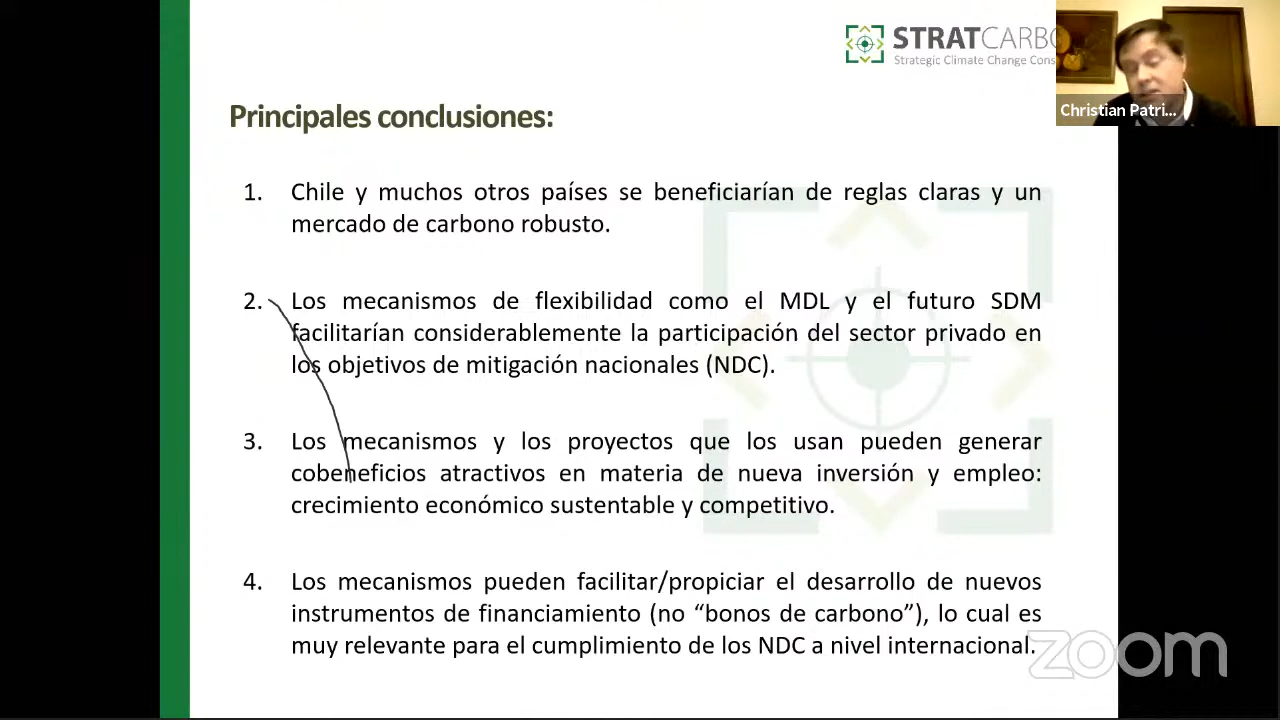 STRATCARBO
Strategic Climate Change Cons
Christian Patri...
Principales conclusiones:
1. Chile y muchos otros países se beneficiarían de reglas claras y un
mercado de carbono robusto.
2. Los mecanismos de flexibilidad como el MDL y el futuro SDM
facilitarían considerablemente la participación del sector privado en
los objetivos de mitigación nacionales (NDC).
3. Los mecanismos y los proyectos que los usan pueden generar
cobeneficios atractivos en materia de nueva inversión y empleo:
crecimiento económico sustentable y competitivo.
4. Los mecanismos pueden facilitar/propiciar el desarrollo de nuevos
instrumentos de financiamiento (no “bonos de carbono”), lo cual es
muy relevante para el cumplimiento de los NDC a nivel internacional.
zoom